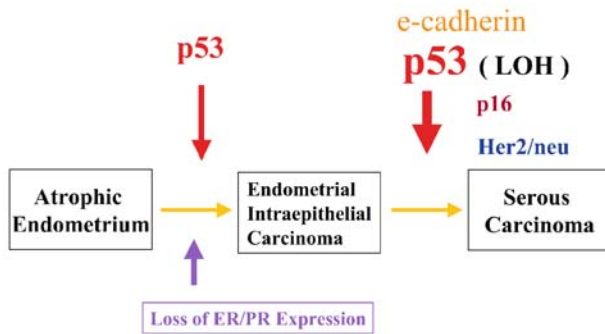 e-cadherin
p53
p53 ( LOH )
p16
Her2/neu
Atrophic
Endometrium
Endometrial
Intraepithelial
Carcinoma
Serous
Carcinoma
Loss of ER/PR Expression